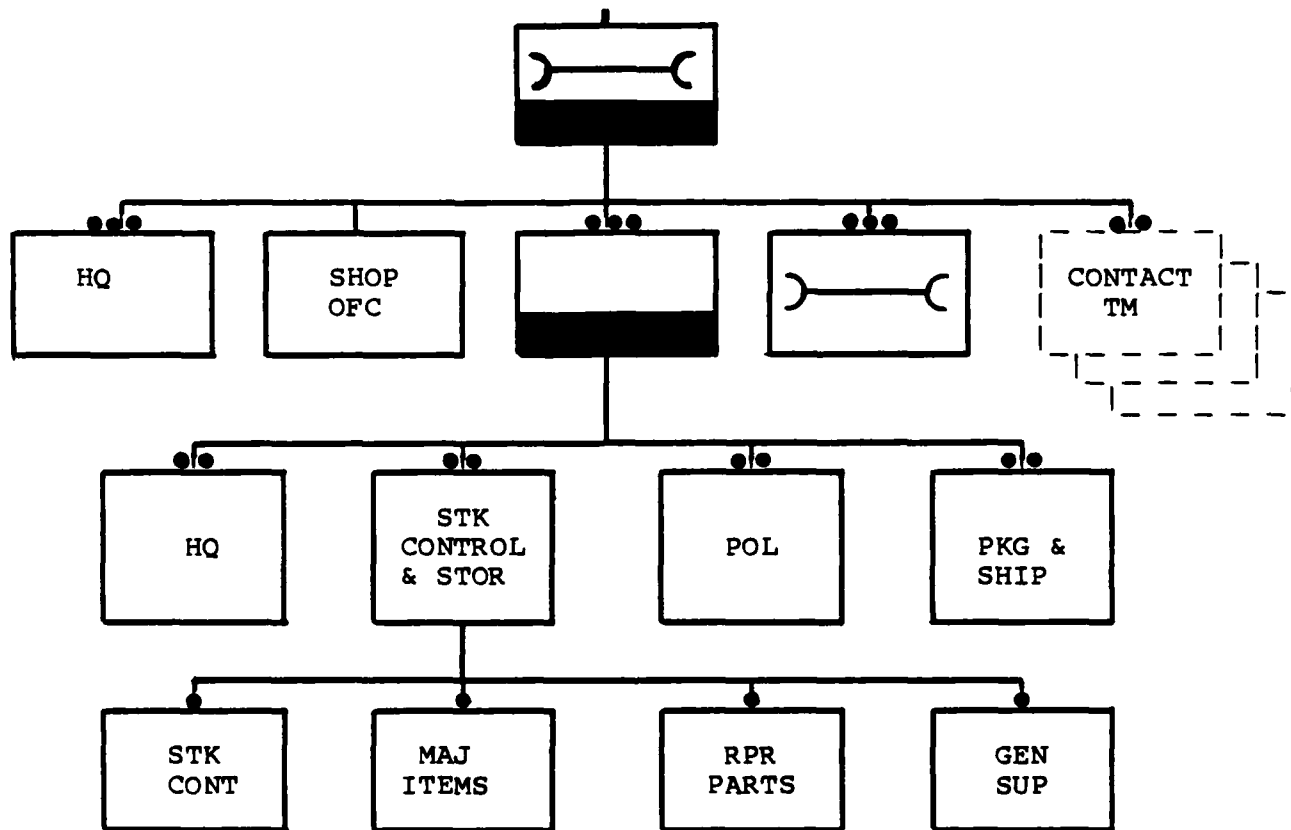 HQ
SHOP
OFC
CONTACT
TM
HQ
STK
CONTROL
& STOR
POL
PKG &
SHIP
STK
CONT
MAJ
ITEMS
RPR
PARTS
GEN
SUP